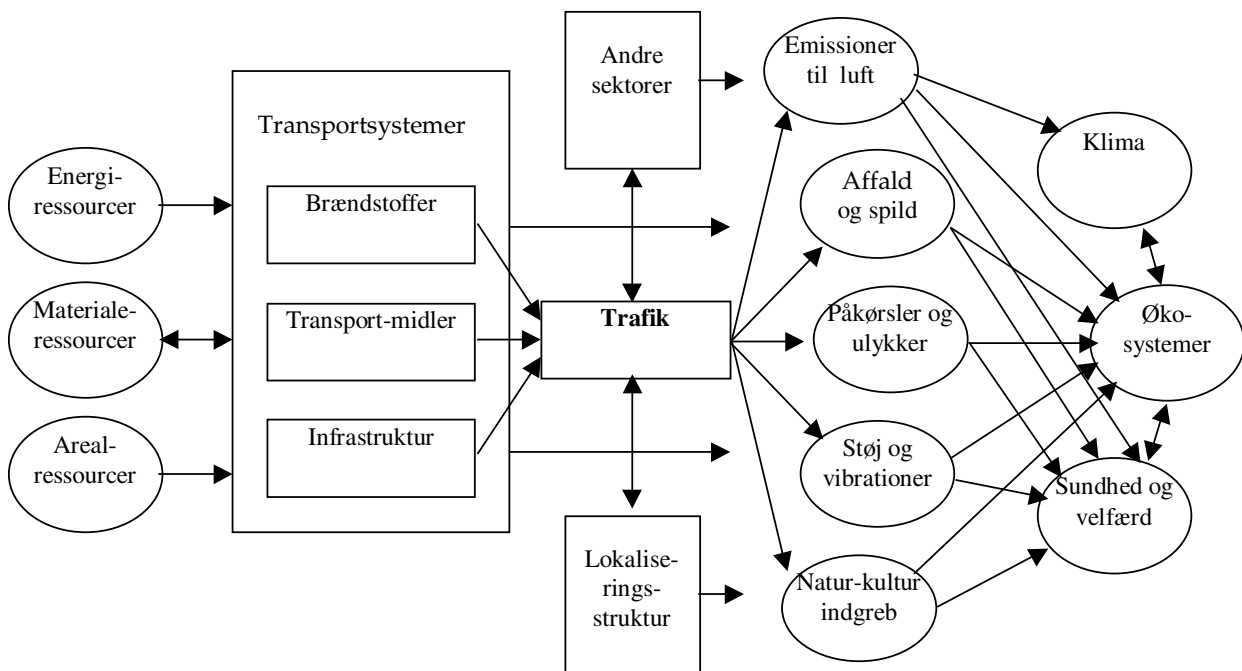 Andre
sektorer
Emissioner
til luft
Transportsystemer
Klima
Energi-
ressourcer
Brændstoffer
Affald
og spild
Materiale-
ressourcer
Transport-midler
Trafik
Påkørsler og
ulykker
Øko-
systemer
Areal-
ressourcer
Infrastruktur
Støj og
vibrationer
Sundhed og
velfærd
Lokalise-
rings-
struktur
Natur-kultur
indgreb